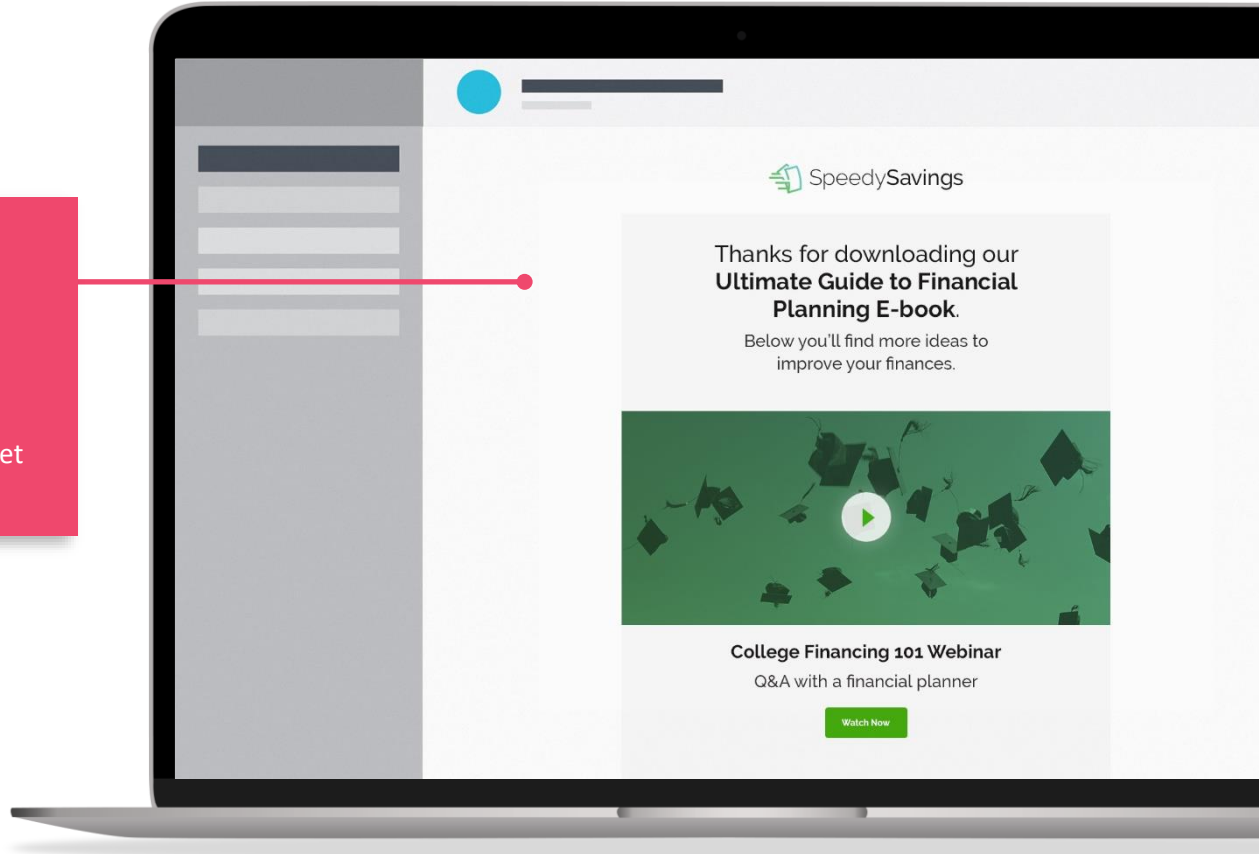 SpeedySavings
Thanks for downloading our
Ultimate Guide to Financial
Planning E-book.
Below you'll find more ideas to
improve your finances.
et
College Financing 101 Webinar
Q&A with a financial planner
Watch Now